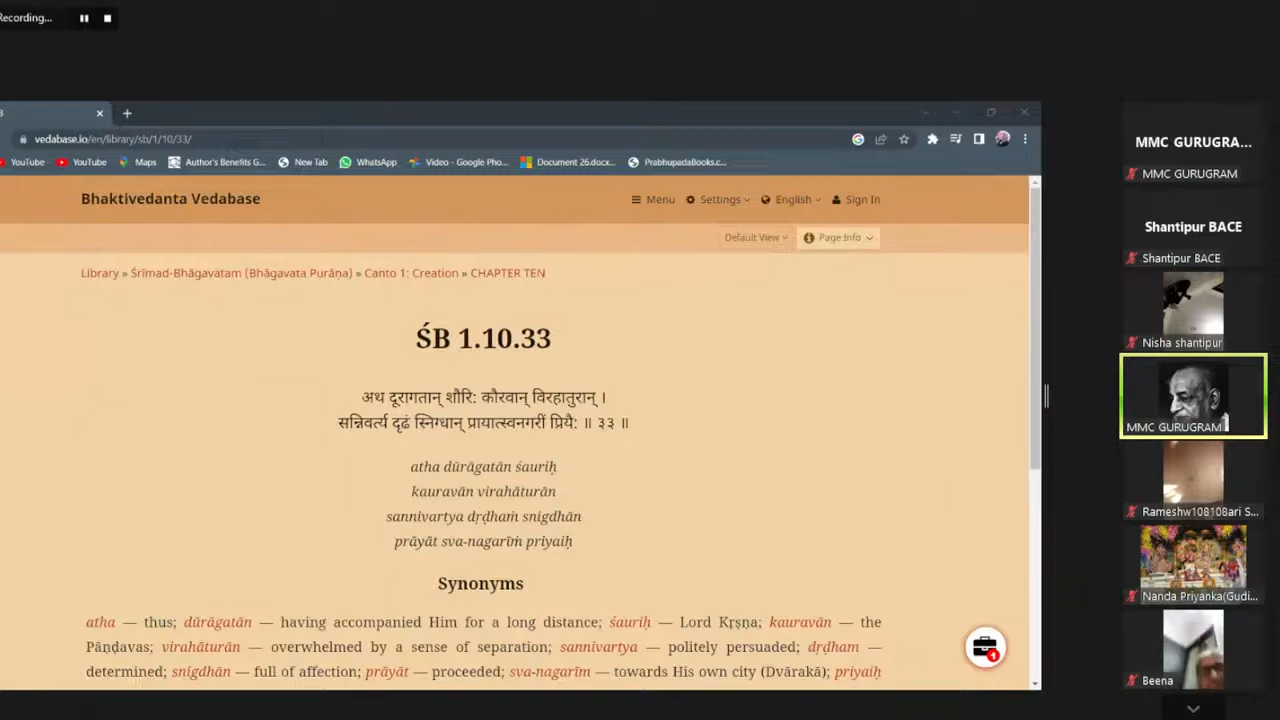 Recording...
vedabase.io/en/library/sb/1/10/33/
YouTube YouTube Maps Author's Benefits G... New Tab WhatsApp Video - Google Pho... Document 26.docx... PrabhupadaBooks.c...
Bhaktivedanta Vedabase
Menu Settings English Sign In
Default View Page Info
Library » Śrīmad-Bhāgavatam (Bhāgavata Purāṇa) » Canto 1: Creation » CHAPTER TEN
ŚB 1.10.33
अथ दूरागतान् शौरि: कौरवान् विरहातुरान् ।
सन्निवर्त्य दृढं स्निग्धान् प्रायात्स्वनगरीं प्रियै: ॥ ३३ ॥
atha dūrāgatān śauriḥ
kauravān virahāturān
sannivartya dṛḍhaṁ snigdhān
prāyāt sva-nagarīṁ priyaiḥ
Synonyms
atha — thus; dūrāgatān — having accompanied Him for a long distance; śauriḥ — Lord Kṛṣṇa; kauravān — the
Pāṇḍavas; virahāturān — overwhelmed by a sense of separation; sannivartya — politely persuaded; dṛḍham —
determined; snigdhān — full of affection; prāyāt — proceeded; sva-nagarīm — towards His own city (Dvārakā); priyaiḥ
1
MMC GURUGRA...
MMC GURUGRAM
Shantipur BACE
Shantipur BACE
Nisha shantipur
MMC GURUGRAM
Rameshw108108ari S...
Nanda Priyanka(Gudi...
Beena